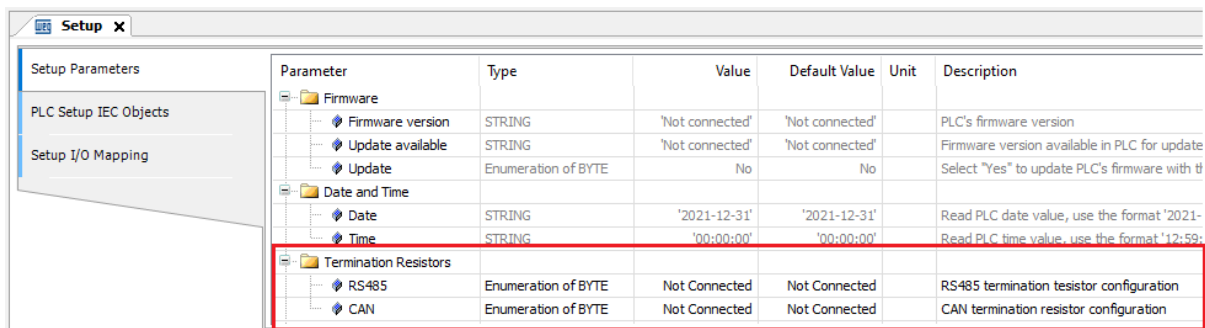 weq Setup X
Setup Parameters
PLC Setup IEC Objects
Setup I/O Mapping
Parameter Type Value Default Value Unit Description
Firmware
Firmware version STRING 'Not connected' 'Not connected' PLC's firmware version
Update available STRING 'Not connected' 'Not connected' Firmware version available in PLC for update
Update Enumeration of BYTE No No Select "Yes" to update PLC's firmware with th
Date and Time
Date STRING '2021-12-31' '2021-12-31' Read PLC date value, use the format '2021-
Time STRING '00:00:00' '00:00:00' Read PLC time value, use the format '12:59:
Termination Resistors
RS485 Enumeration of BYTE Not Connected Not Connected RS485 termination tesistor configuration
CAN Enumeration of BYTE Not Connected Not Connected CAN termination resistor configuration